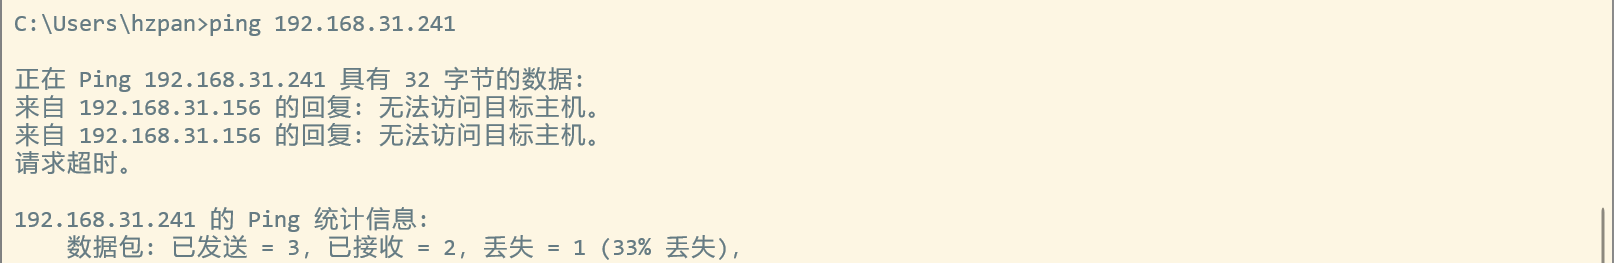 C:\Users\hzpan>ping 192.168.31.241
正在 Ping 192.168.31.241 具有 32 字节的数据:
来自 192.168.31.156 的回复: 无法访问目标主机。
来自 192.168.31.156 的回复: 无法访问目标主机。
请求超时。
192.168.31.241 的 Ping 统计信息:
    数据包: 已发送 = 3, 已接收 = 2, 丢失 = 1 (33% 丢失),